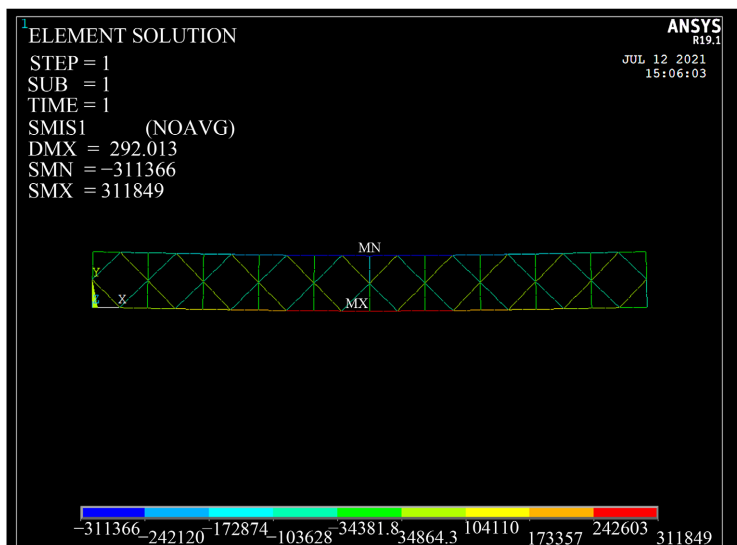 1
ELEMENT SOLUTION
ANSYS
R19.1
JUL 12 2021
15:06:03
STEP = 1
SUB = 1
TIME = 1
SMIS1 (NOAVG)
DMX = 292.013
SMN = −311366
SMX = 311849
MN
Y
X
MX
−311366 −172874 −34381.8 104110 242603
−242120 −103628 34864.3 173357 311849